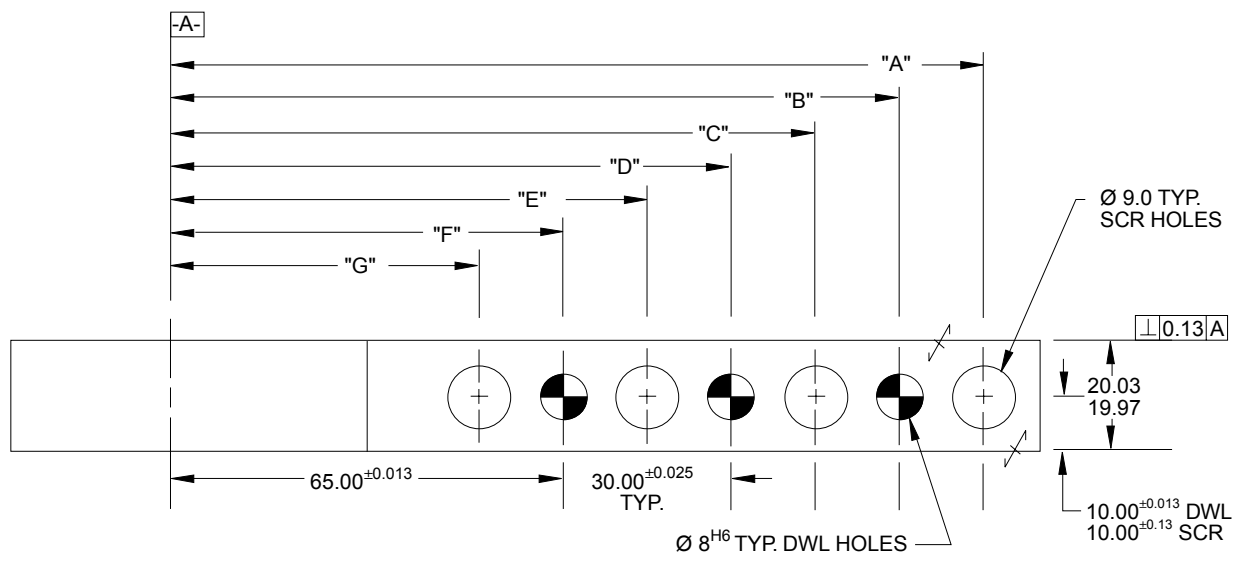 -A-
"A"
"B"
"C"
"D"
"E"
"F"
"G"
Ø 9.0 TYP.
SCR HOLES
⊥ 0.13 A
20.03
19.97
65.00±0.013
30.00±0.025
TYP.
10.00±0.013 DWL
10.00±0.13 SCR
Ø 8H6 TYP. DWL HOLES